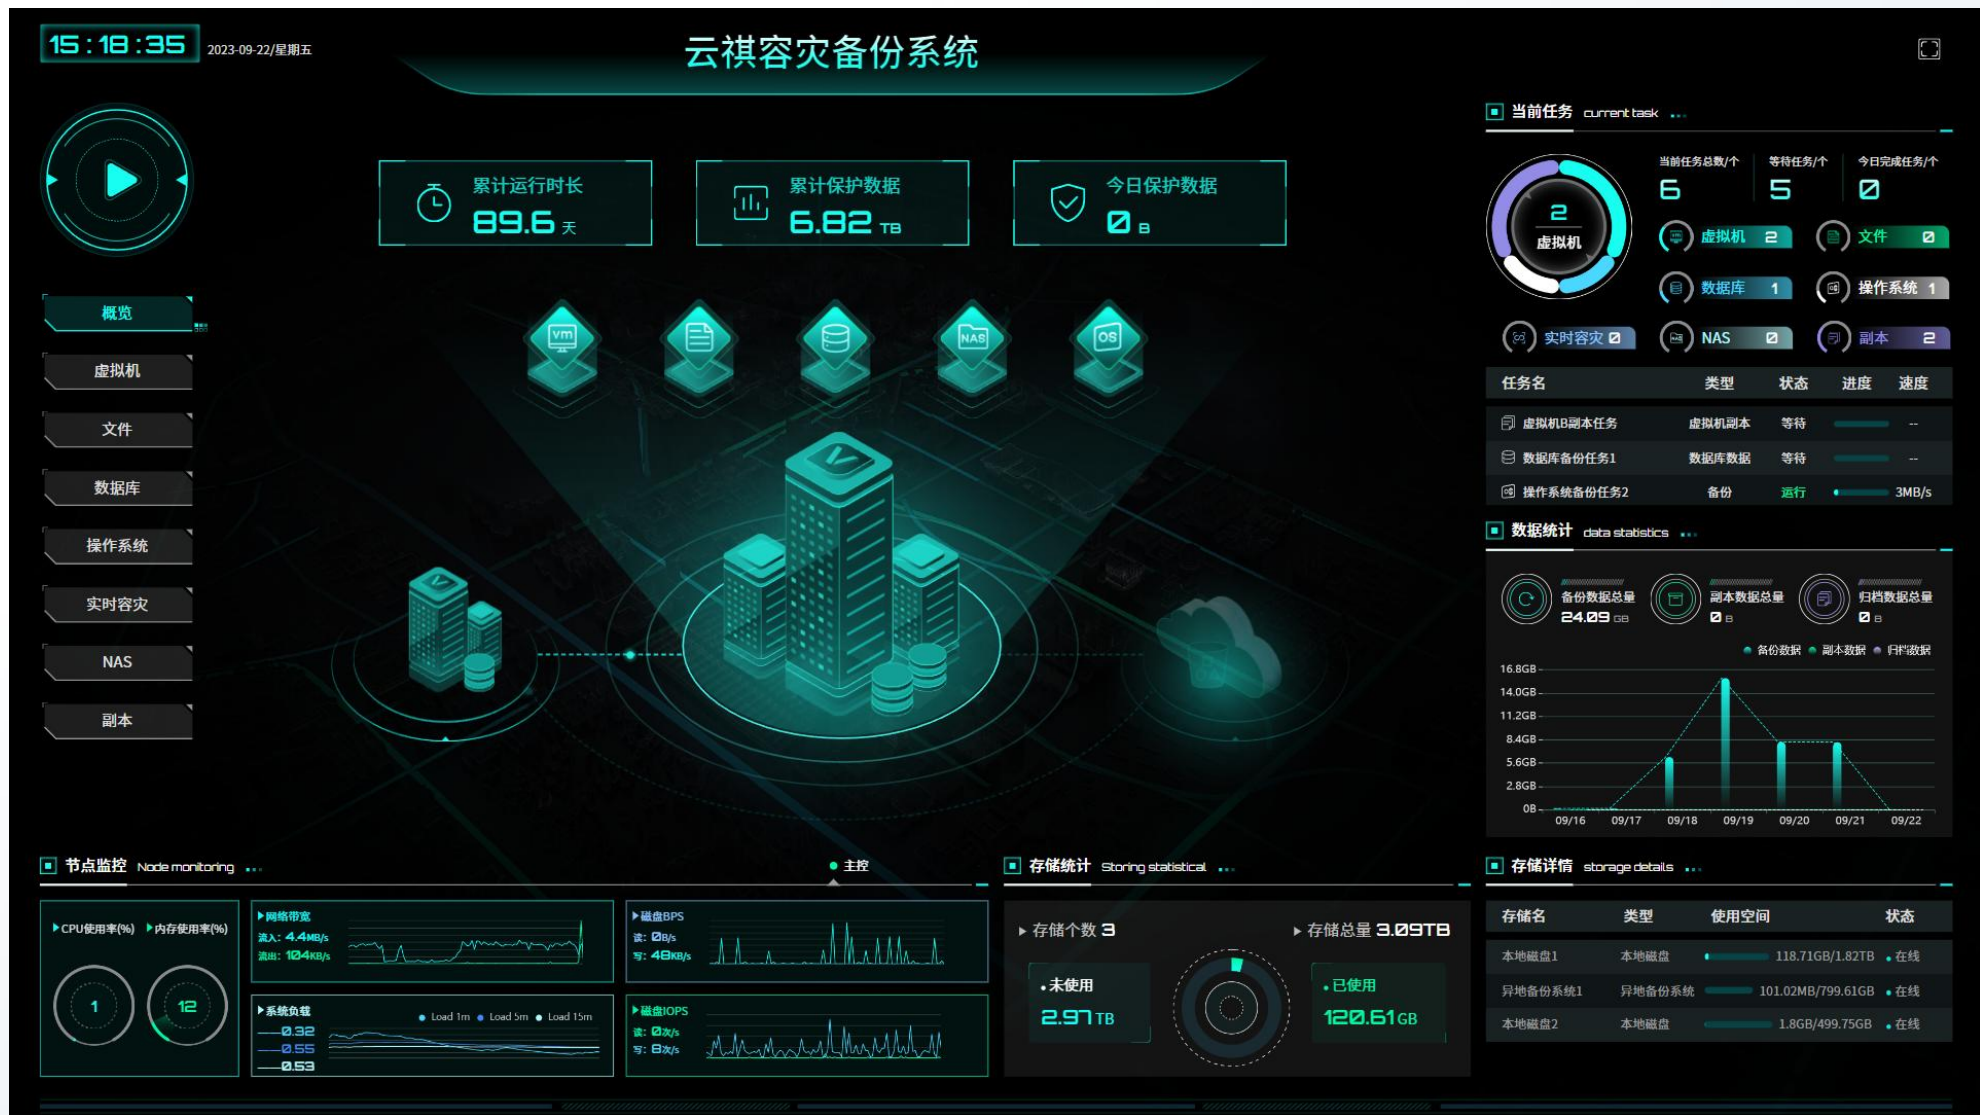 15:18:35
2023-09-22/星期五
云祺容灾备份系统
累计运行时长
89.6 天
累计保护数据
6.82 TB
今日保护数据
0 B
概览
虚拟机
文件
数据库
操作系统
实时容灾
NAS
副本
vm
NAS
OS
当前任务 current task
当前任务总数/个 等待任务/个 今日完成任务/个
6 5 0
2
虚拟机
虚拟机 2 文件 0
数据库 1 操作系统 1
实时容灾 0 NAS 0 副本 2
任务名 类型 状态 进度 速度
虚拟机B副本任务 虚拟机副本 等待 --
数据库备份任务1 数据库数据 等待 --
操作系统备份任务2 备份 运行 3MB/s
数据统计 data statistics
备份数据总量 副本数据总量 归档数据总量
24.09 GB 0 B 0 B
备份数据 副本数据 归档数据
16.8GB
14.0GB
11.2GB
8.4GB
5.6GB
2.8GB
0B
09/16 09/17 09/18 09/19 09/20 09/21 09/22
节点监控 Node monitoring
主控
CPU使用率(%) 内存使用率(%)
1 12
网络带宽
流入: 4.4MB/s
流出: 104KB/s
磁盘BPS
读: 0B/s
写: 48KB/s
系统负载
Load 1m Load 5m Load 15m
0.32
0.55
0.53
磁盘IOPS
读: 0次/s
写: 8次/s
存储统计 Storing statistical
存储个数 3 存储总量 3.09TB
未使用
2.97 TB
已使用
120.61 GB
存储详情 storage details
存储名 类型 使用空间 状态
本地磁盘1 本地磁盘 118.71GB/1.82TB 在线
异地备份系统1 异地备份系统 101.02MB/799.61GB 在线
本地磁盘2 本地磁盘 1.8GB/499.75GB 在线